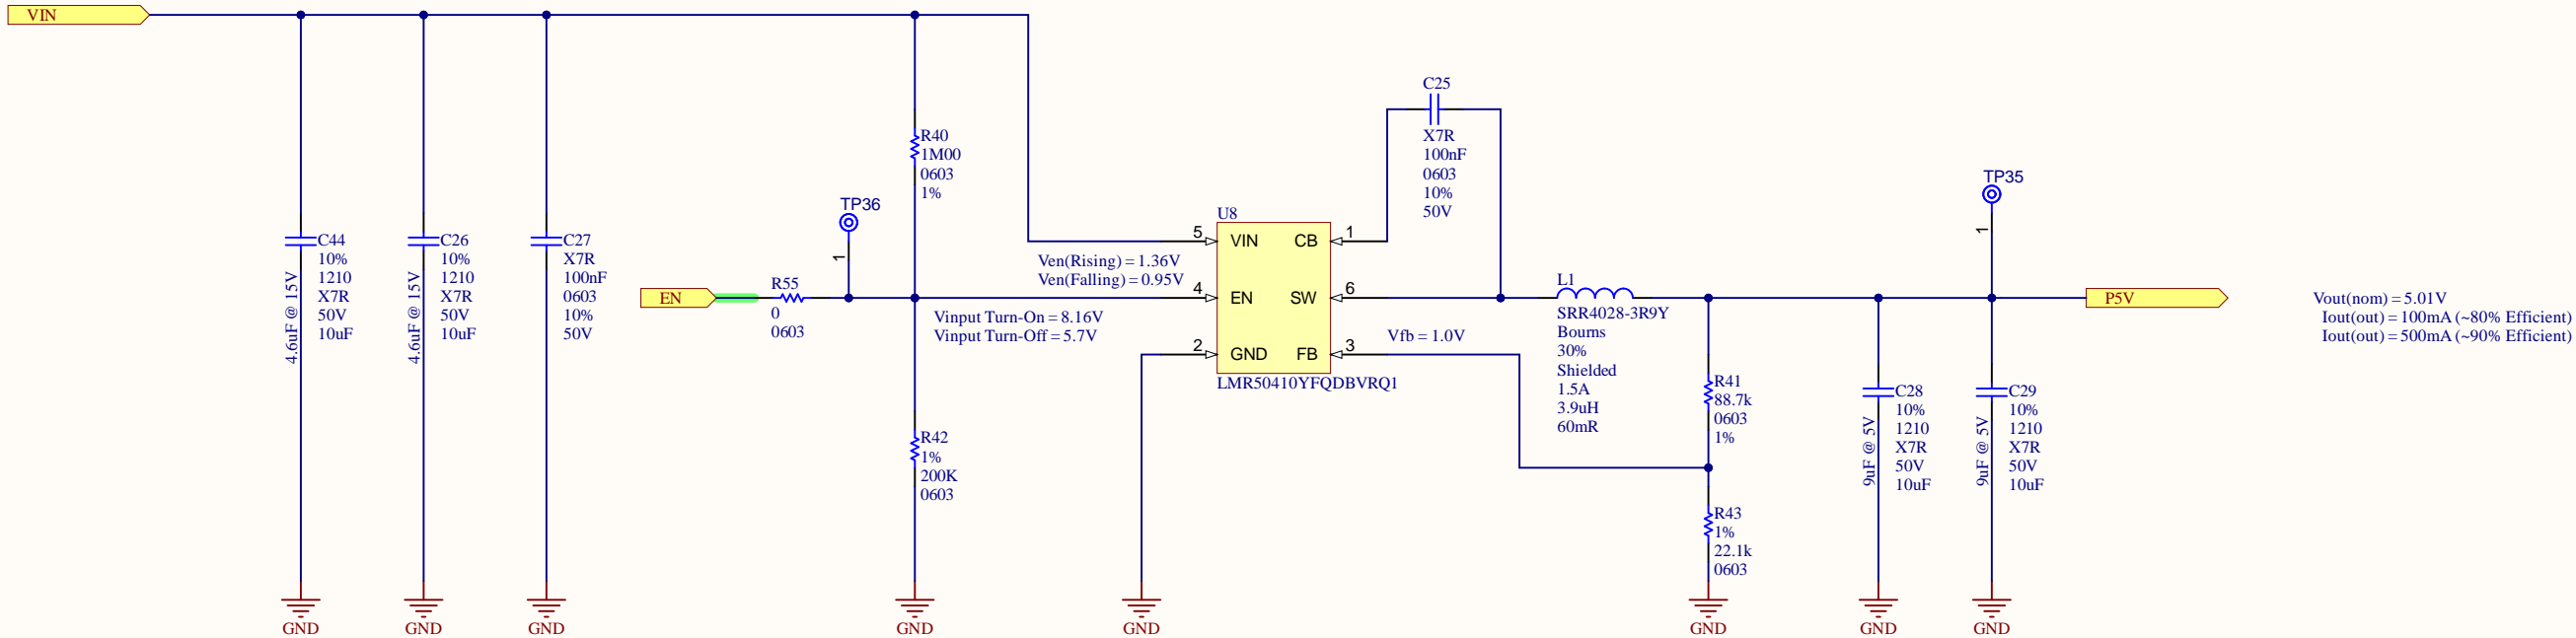 VIN
C44
10%
1210
X7R
50V
10uF
4.6uF @ 15V
C26
10%
1210
X7R
50V
10uF
4.6uF @ 15V
C27
X7R
100nF
0603
10%
50V
R40
1M00
0603
1%
TP36
1
EN
R55
0
0603
Ven(Rising) = 1.36V
Ven(Falling) = 0.95V
Vinput Turn-On = 8.16V
Vinput Turn-Off = 5.7V
R42
1%
200K
0603
U8
5
VIN
CB
1
4
EN
SW
6
2
GND
FB
3
LMR50410YFQDBVRQ1
C25
X7R
100nF
0603
10%
50V
Vfb = 1.0V
L1
SRR4028-3R9Y
Bourns
30%
Shielded
1.5A
3.9uH
60mR
R41
88.7k
0603
1%
R43
1%
22.1k
0603
C28
10%
1210
X7R
50V
10uF
9uF @ 5V
TP35
1
C29
10%
1210
X7R
50V
10uF
9uF @ 5V
P5V
Vout(nom) = 5.01V
Iout(out) = 100mA (~80% Efficient)
Iout(out) = 500mA (~90% Efficient)
GND
GND
GND
GND
GND
GND
GND
GND